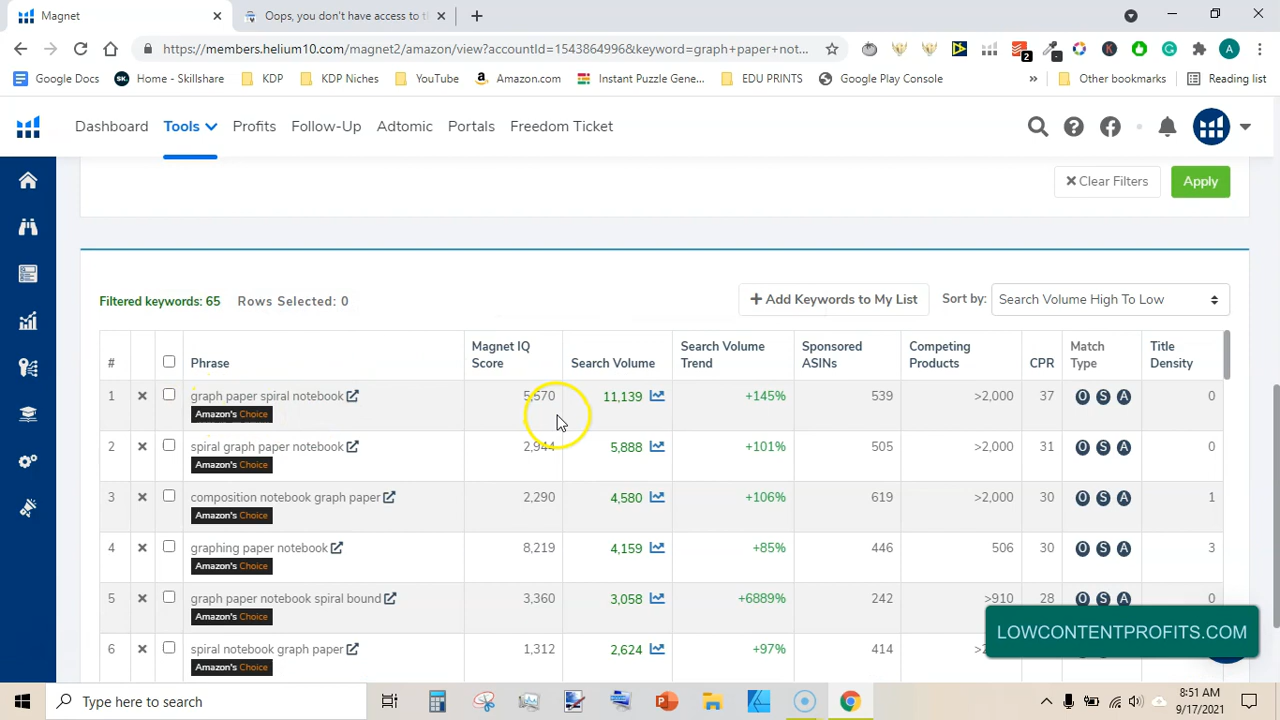 Magnet
Oops, you don't have access to th
https://members.helium10.com/magnet2/amazon/view?accountId=1543864996&keyword=graph+paper+not...
2
A
Google Docs
SK.
Home - Skillshare
KDP
KDP Niches
YouTube
Amazon.com
Instant Puzzle Gene...
EDU PRINTS
Google Play Console
»
Other bookmarks
Reading list
Dashboard
Tools
Profits
Follow-Up
Adtomic
Portals
Freedom Ticket
Clear Filters
Apply
Filtered keywords: 65
Rows Selected: 0
+ Add Keywords to My List
Sort by:
Search Volume High To Low
# Phrase Magnet IQ Score Search Volume Search Volume Trend Sponsored ASINs Competing Products CPR Match Type Title Density
1 graph paper spiral notebook 5,570 11,139 +145% 539 >2,000 37 O S A 0
Amazon's Choice
2 spiral graph paper notebook 2,944 5,888 +101% 505 >2,000 31 O S A 0
Amazon's Choice
3 composition notebook graph paper 2,290 4,580 +106% 619 >2,000 30 O S A 1
Amazon's Choice
4 graphing paper notebook 8,219 4,159 +85% 446 506 30 O S A 3
Amazon's Choice
5 graph paper notebook spiral bound 3,360 3,058 +6889% 242 >910 28 O S A 0
Amazon's Choice
6 spiral notebook graph paper 1,312 2,624 +97% 414
Amazon's Choice
LOWCONTENTPROFITS.COM
Type here to search
8:51 AM
9/17/2021